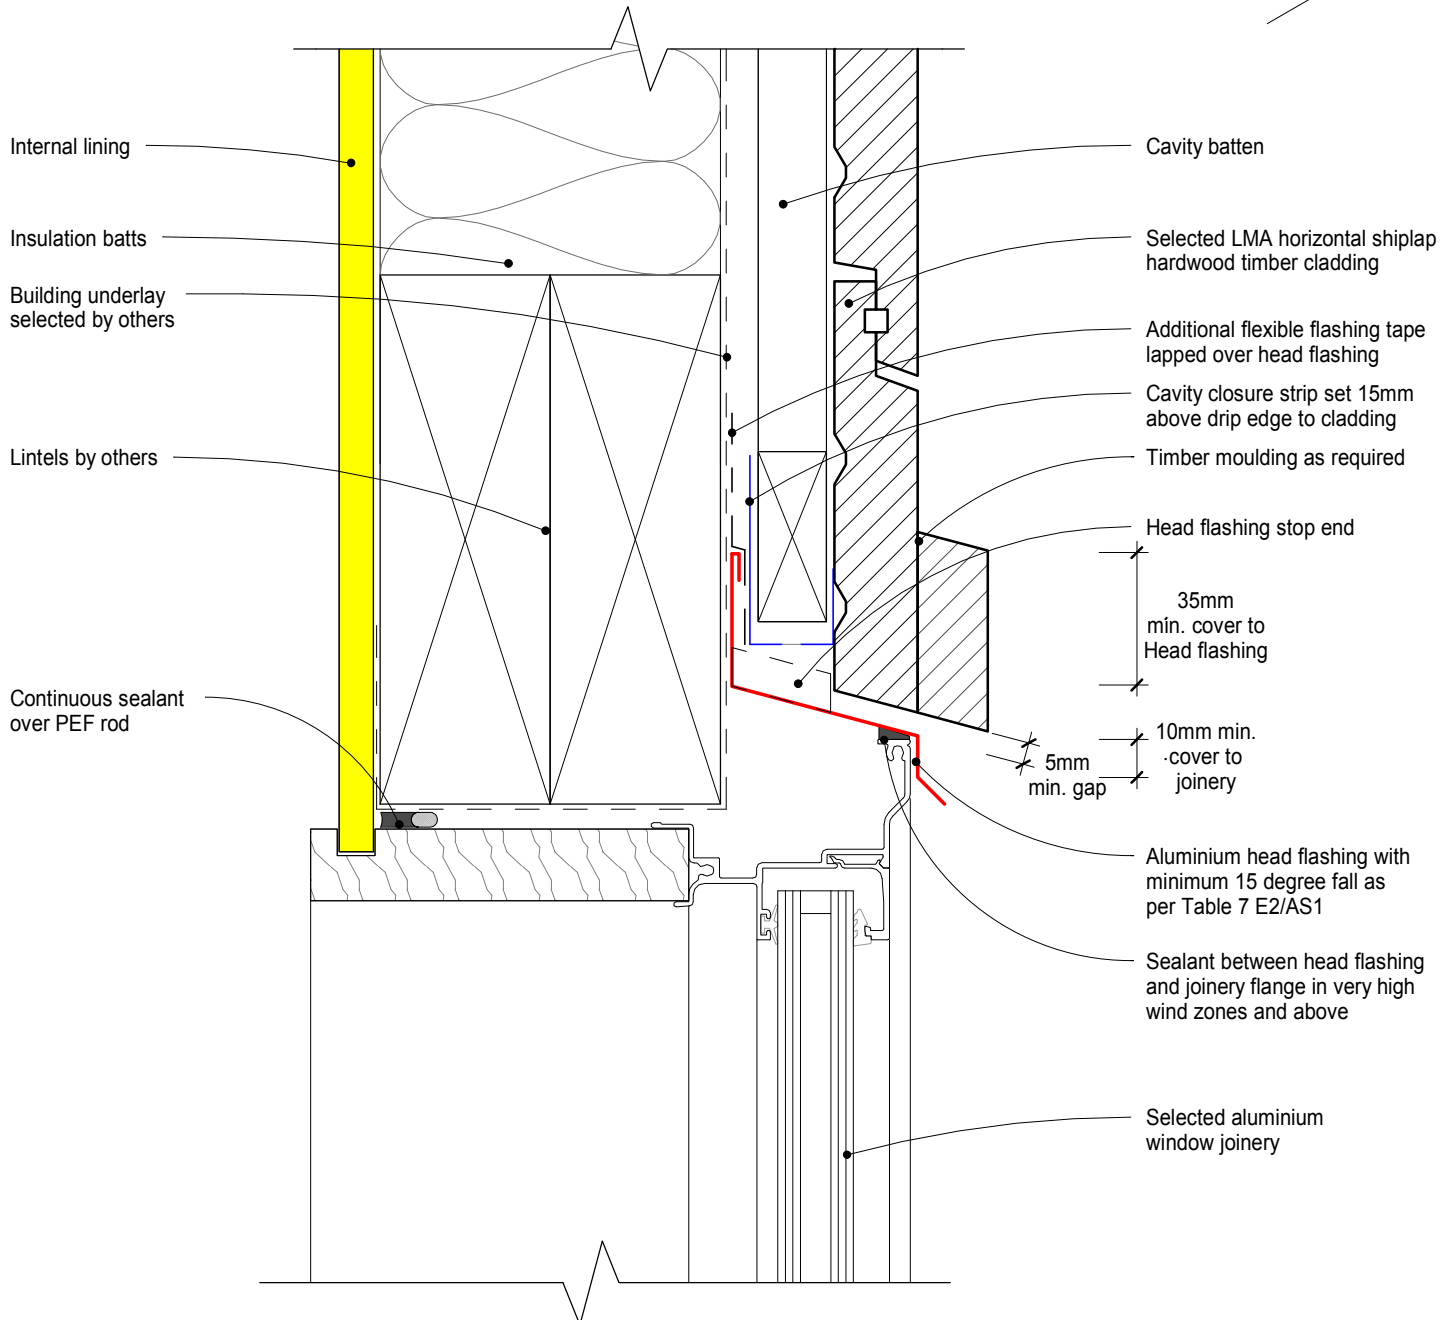 Internal lining
Insulation batts
Building underlay
selected by others
Lintels by others
Continuous sealant
over PEF rod
Cavity batten
Selected LMA horizontal shiplap
hardwood timber cladding
Additional flexible flashing tape
lapped over head flashing
Cavity closure strip set 15mm
above drip edge to cladding
Timber moulding as required
Head flashing stop end
35mm
min. cover to
Head flashing
10mm min.
cover to
joinery
5mm
min. gap
Aluminium head flashing with
minimum 15 degree fall as
per Table 7 E2/AS1
Sealant between head flashing
and joinery flange in very high
wind zones and above
Selected aluminium
window joinery